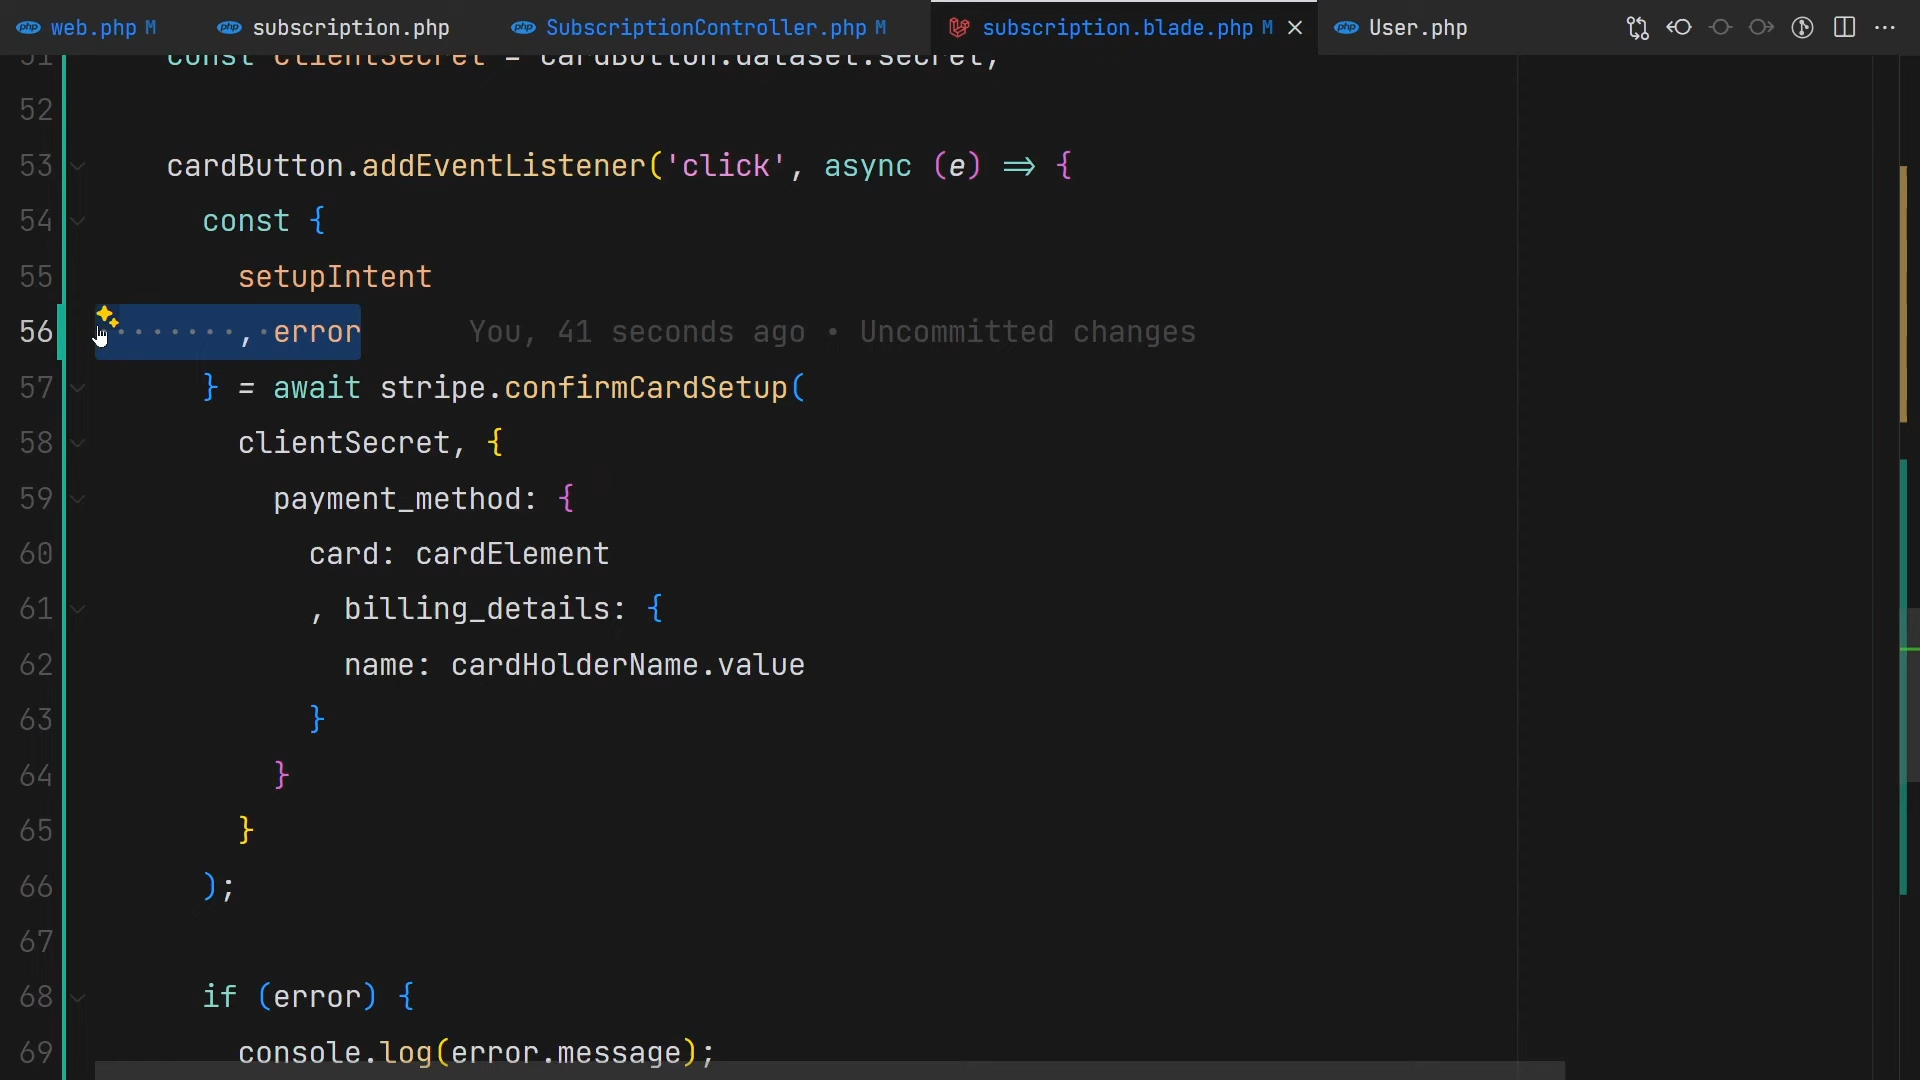 web.php M subscription.php SubscriptionController.php M subscription.blade.php M User.php
51 const clientSecret = cardButton.dataset.secret;
52
53 cardButton.addEventListener('click', async (e) => {
54 const {
55 setupIntent
56 , error You, 41 seconds ago • Uncommitted changes
57 } = await stripe.confirmCardSetup(
58 clientSecret, {
59 payment_method: {
60 card: cardElement
61 , billing_details: {
62 name: cardHolderName.value
63 }
64 }
65 }
66 );
67
68 if (error) {
69 console.log(error.message);